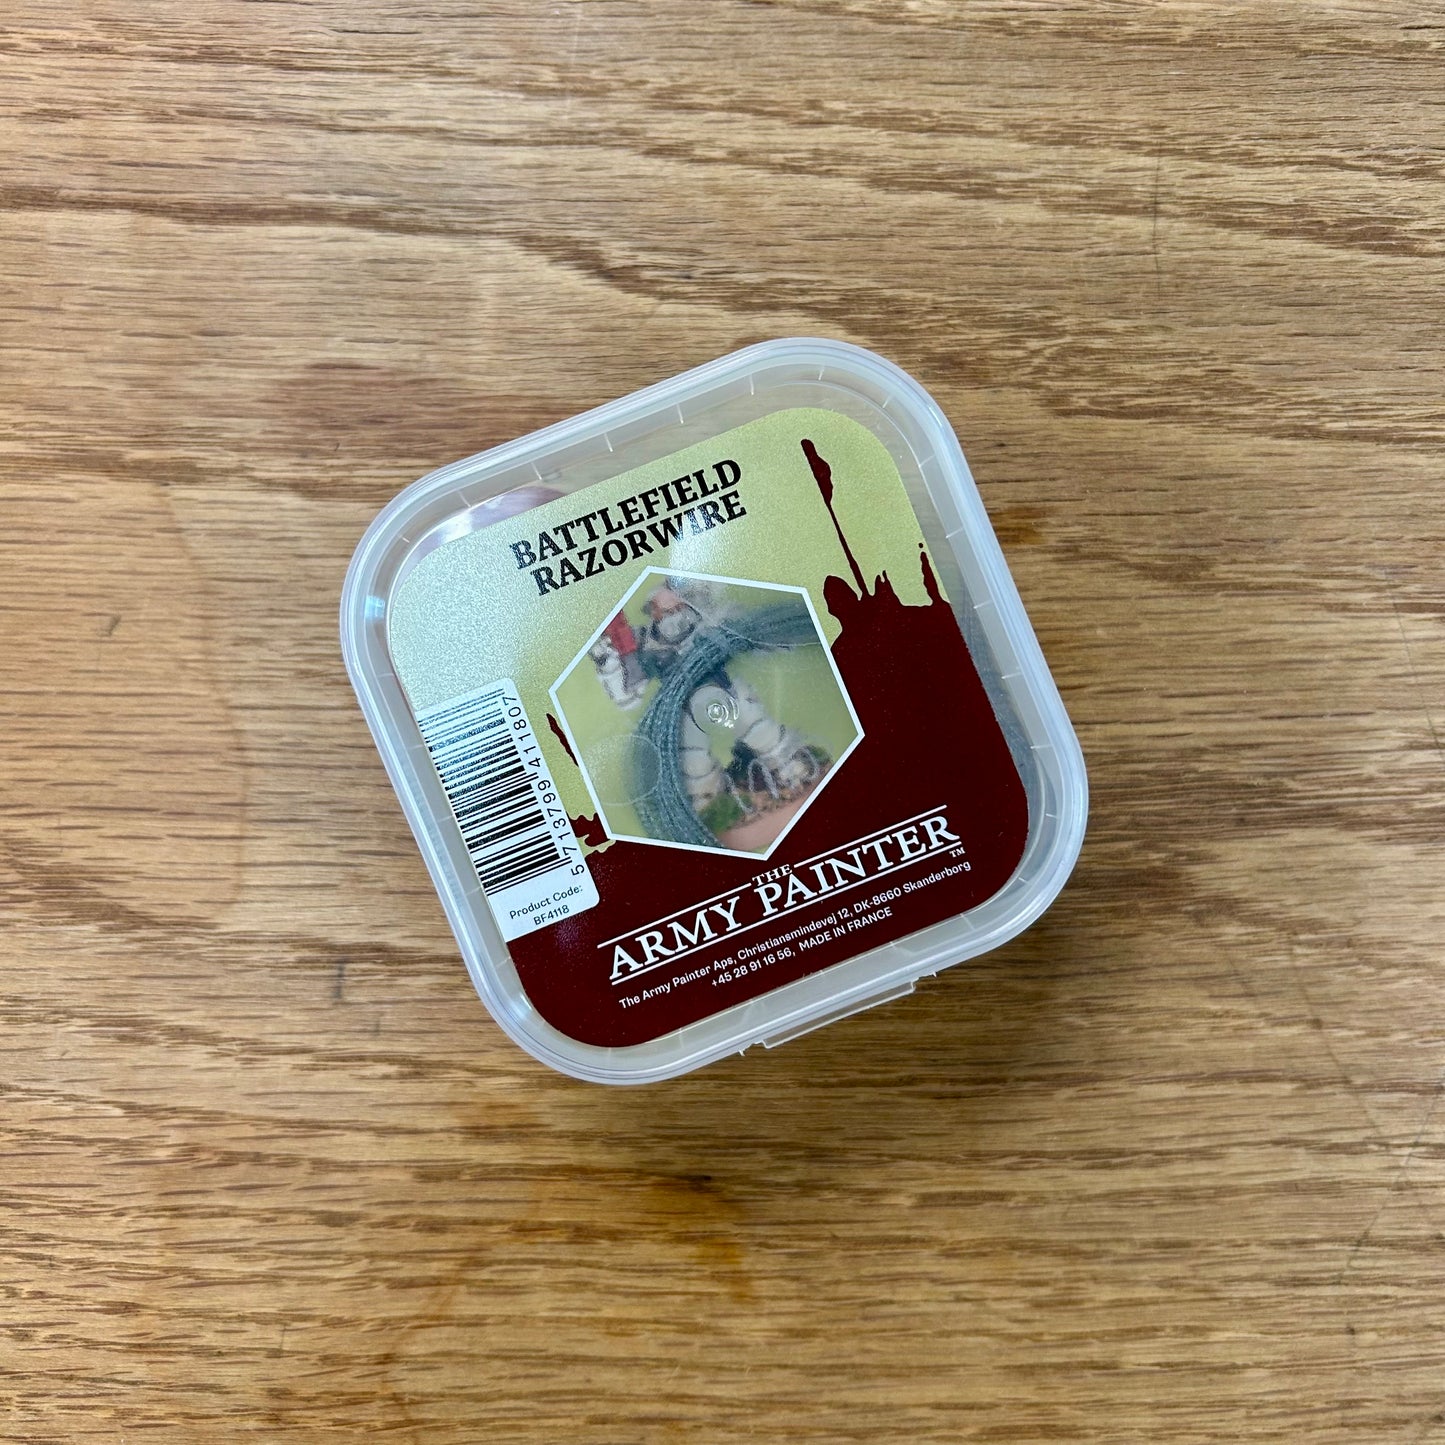 BATTLEFIELD
RAZORWIRE
5 713799 411807
Product Code:
BF4118
THE
ARMY PAINTER™
The Army Painter Aps, Christiansmindevej 12, DK-8660 Skanderborg
+45 28 91 16 56, MADE IN FRANCE